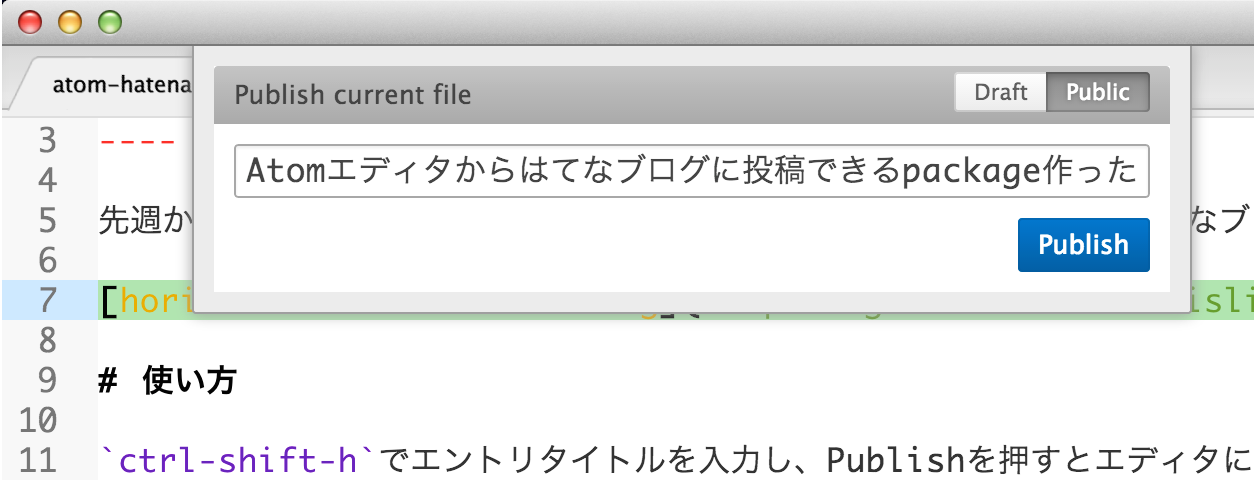 atom-hatena
Publish current file
Draft
Public
Atomエディタからはてなブログに投稿できるpackage作った
Publish
3 ----
4
5 先週か なブ
6
7 [hori isli
8
9 # 使い方
10
11 `ctrl-shift-h`でエントリタイトルを入力し、Publishを押すとエディタに